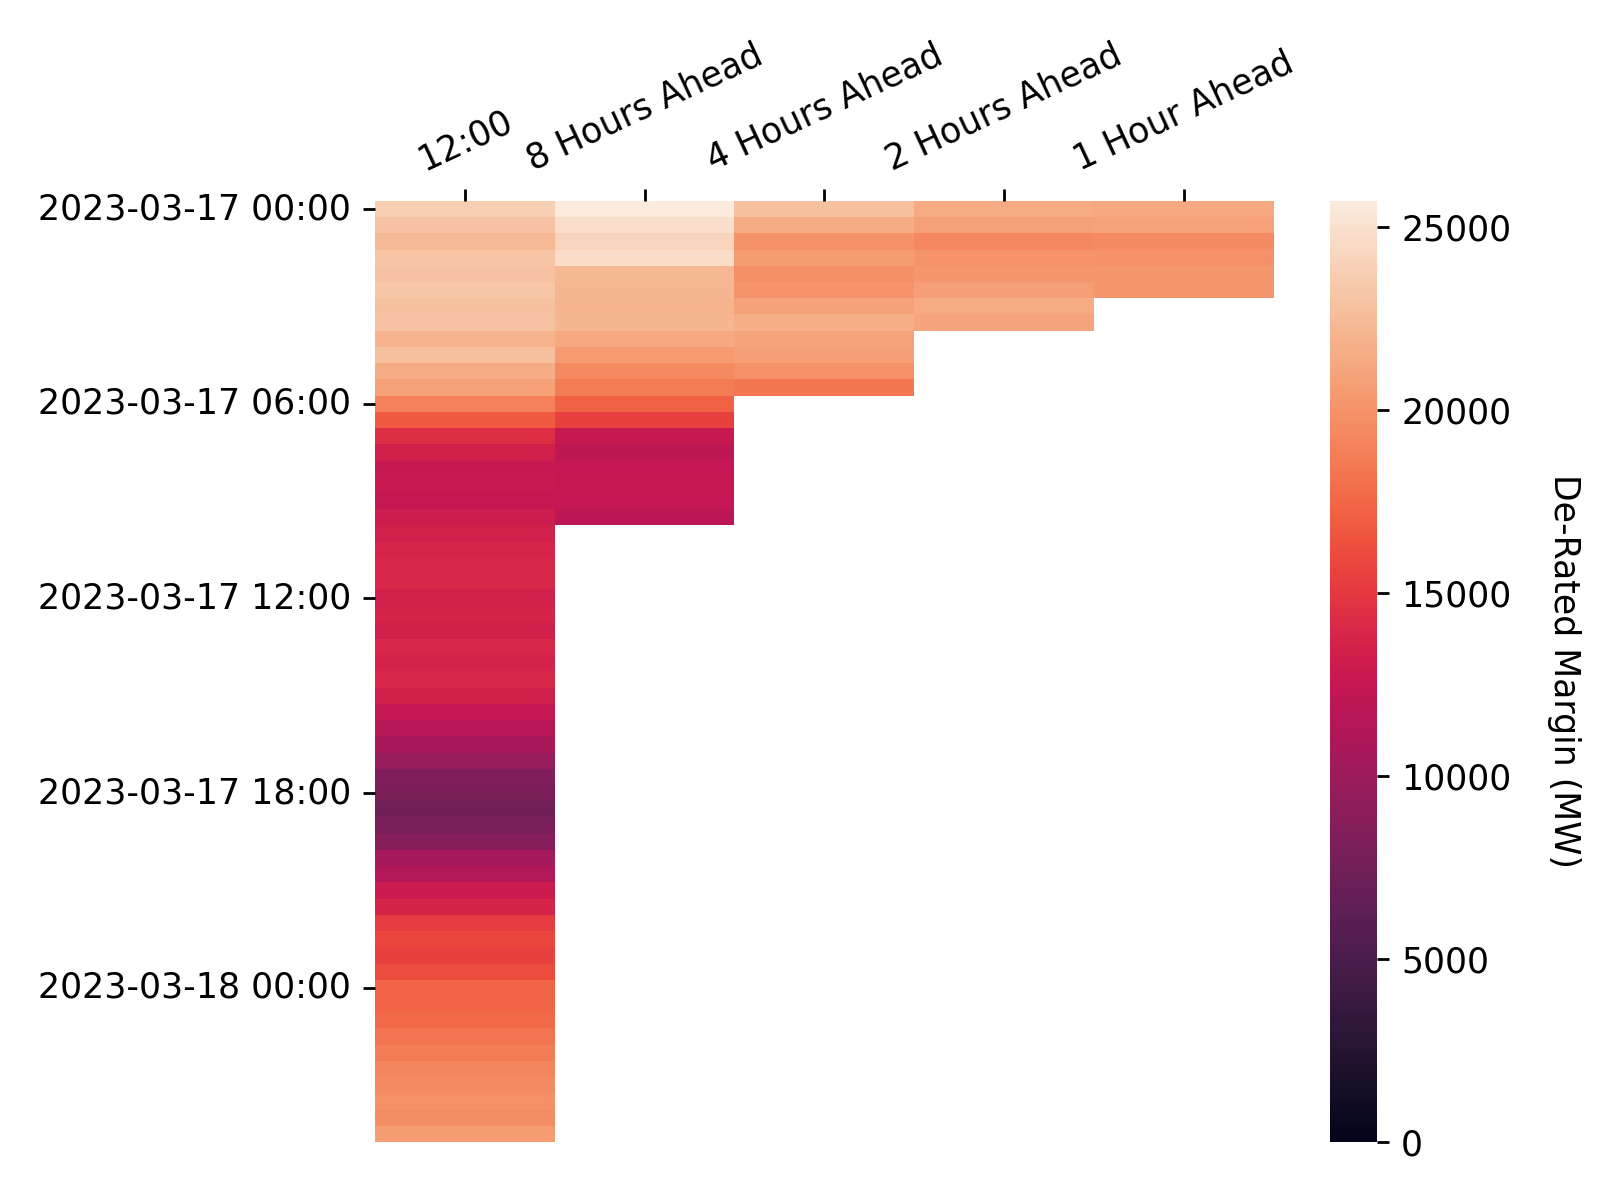 12:00
8 Hours Ahead
4 Hours Ahead
2 Hours Ahead
1 Hour Ahead
2023-03-17 00:00
2023-03-17 06:00
2023-03-17 12:00
2023-03-17 18:00
2023-03-18 00:00
25000
20000
15000
10000
5000
0
De-Rated Margin (MW)